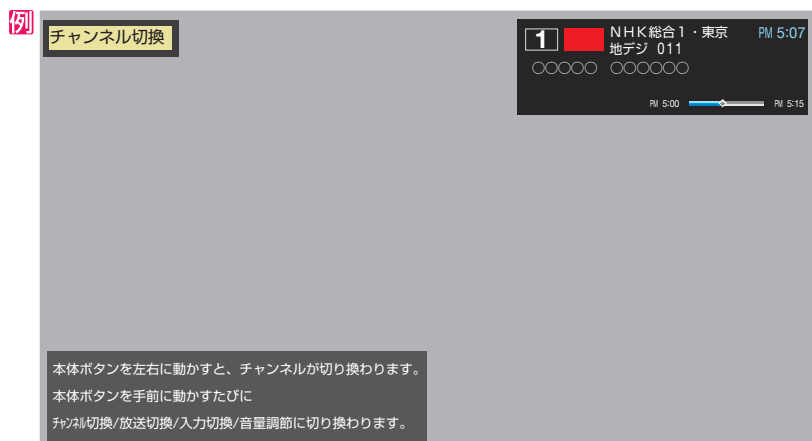 例
チャンネル切換
1
NHK総合1・東京 PM 5:07
地デジ 011
○○○○○ ○○○○○○
PM 5:00 PM 5:15
本体ボタンを左右に動かすと、チャンネルが切り換わります。
本体ボタンを手前に動かすたびに
ﾁｬﾝﾈﾙ切換/放送切換/入力切換/音量調節に切り換わります。